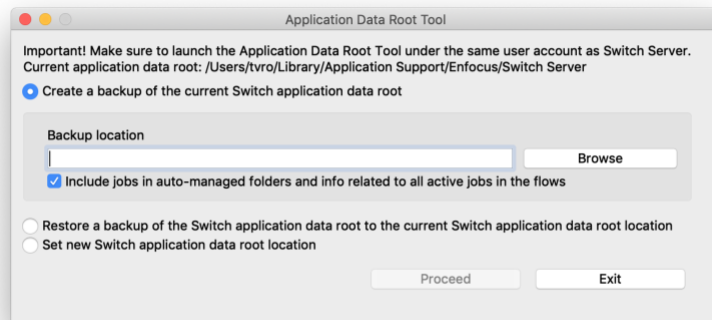 Application Data Root Tool
Important! Make sure to launch the Application Data Root Tool under the same user account as Switch Server.
Current application data root: /Users/tvro/Library/Application Support/Enfocus/Switch Server
Create a backup of the current Switch application data root
Backup location
Browse
Include jobs in auto-managed folders and info related to all active jobs in the flows
Restore a backup of the Switch application data root to the current Switch application data root location
Set new Switch application data root location
Proceed Exit